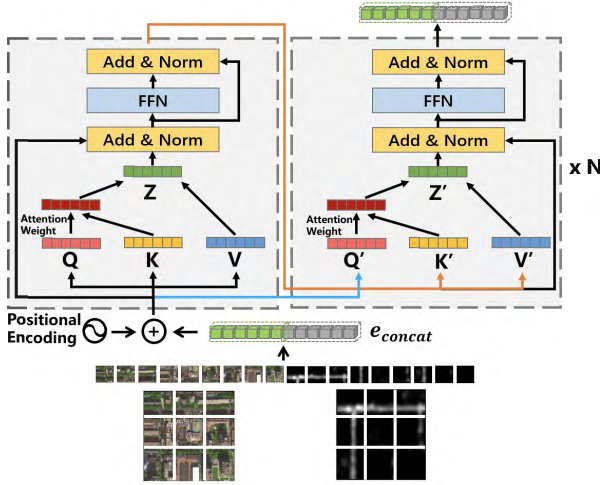 Add & Norm
FFN
Add & Norm
Z
Attention
Weight
Q
K
V
Add & Norm
FFN
Add & Norm
Z'
Attention
Weight
Q'
K'
V'
x N
Positional
Encoding
+
e_concat